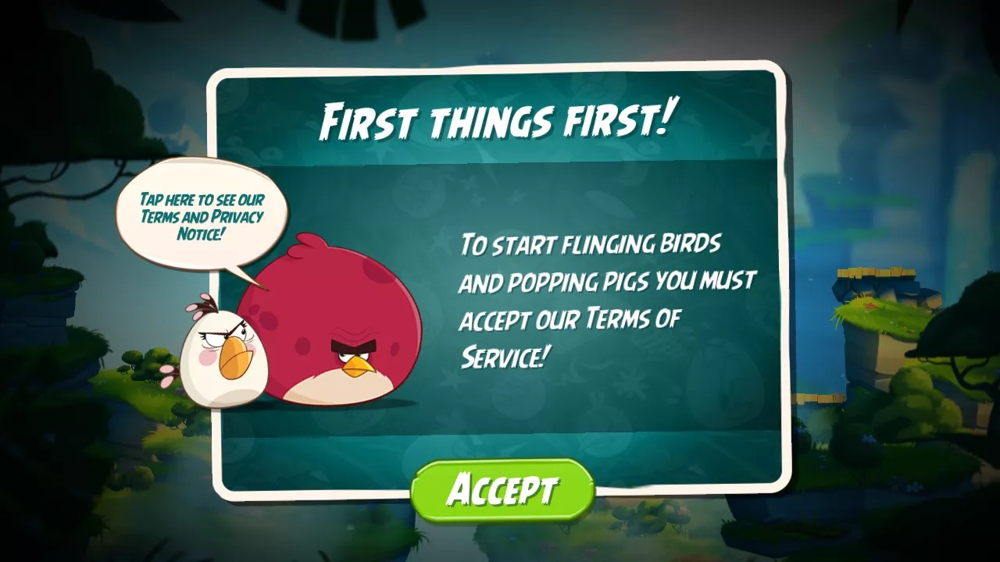 First things first!
Tap here to see our
Terms and Privacy
Notice!
To start flinging birds
and popping pigs you must
accept our Terms of
Service!
Accept